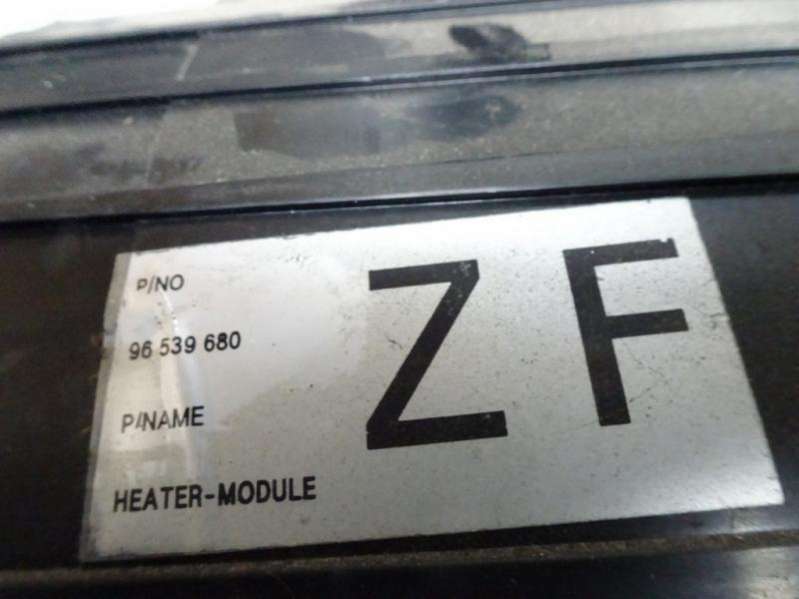 P/NO
96 539 680
P/NAME
HEATER-MODULE
ZF